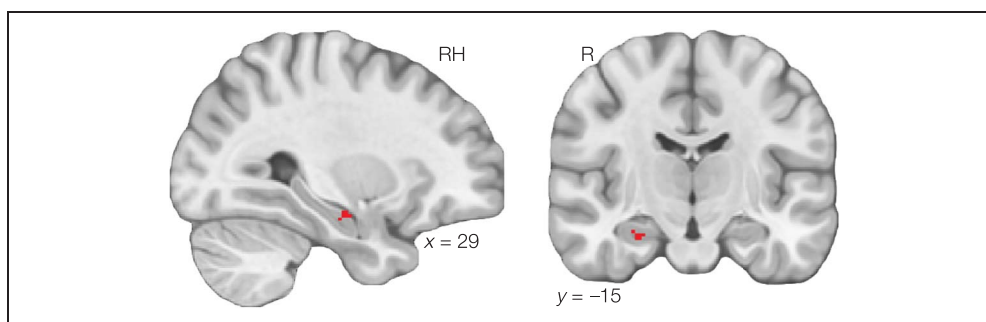 RH
x = 29
R
y = –15